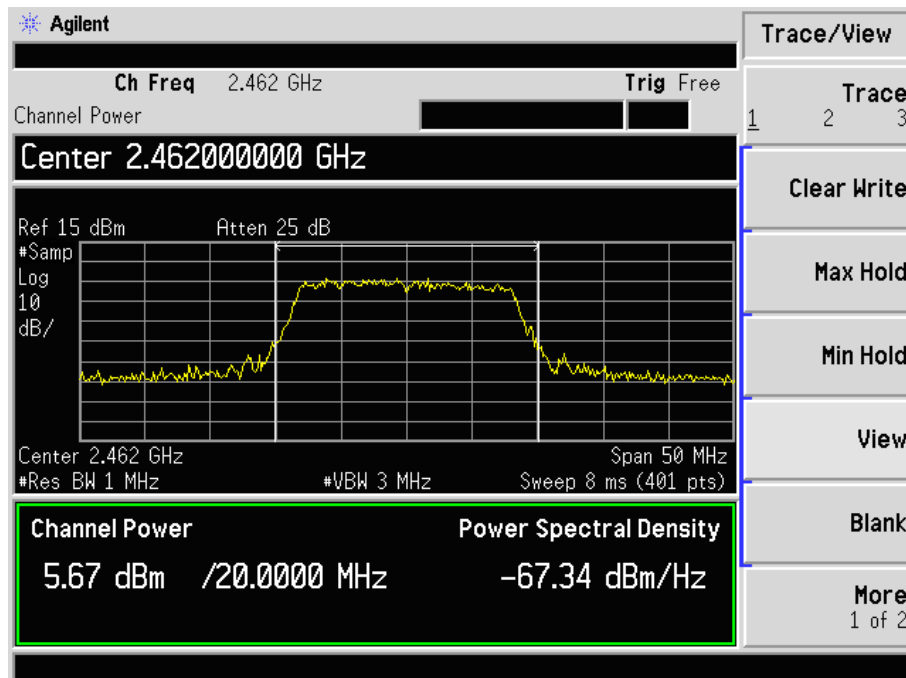 Agilent
Trace/View
Ch Freq 2.462 GHz Trig Free
Channel Power
Trace
1 2 3
Center 2.462000000 GHz
Clear Write
Ref 15 dBm Atten 25 dB
#Samp
Log
10
dB/
Max Hold
Min Hold
View
Center 2.462 GHz Span 50 MHz
#Res BW 1 MHz #VBW 3 MHz Sweep 8 ms (401 pts)
Channel Power Power Spectral Density
5.67 dBm /20.0000 MHz -67.34 dBm/Hz
Blank
More
1 of 2